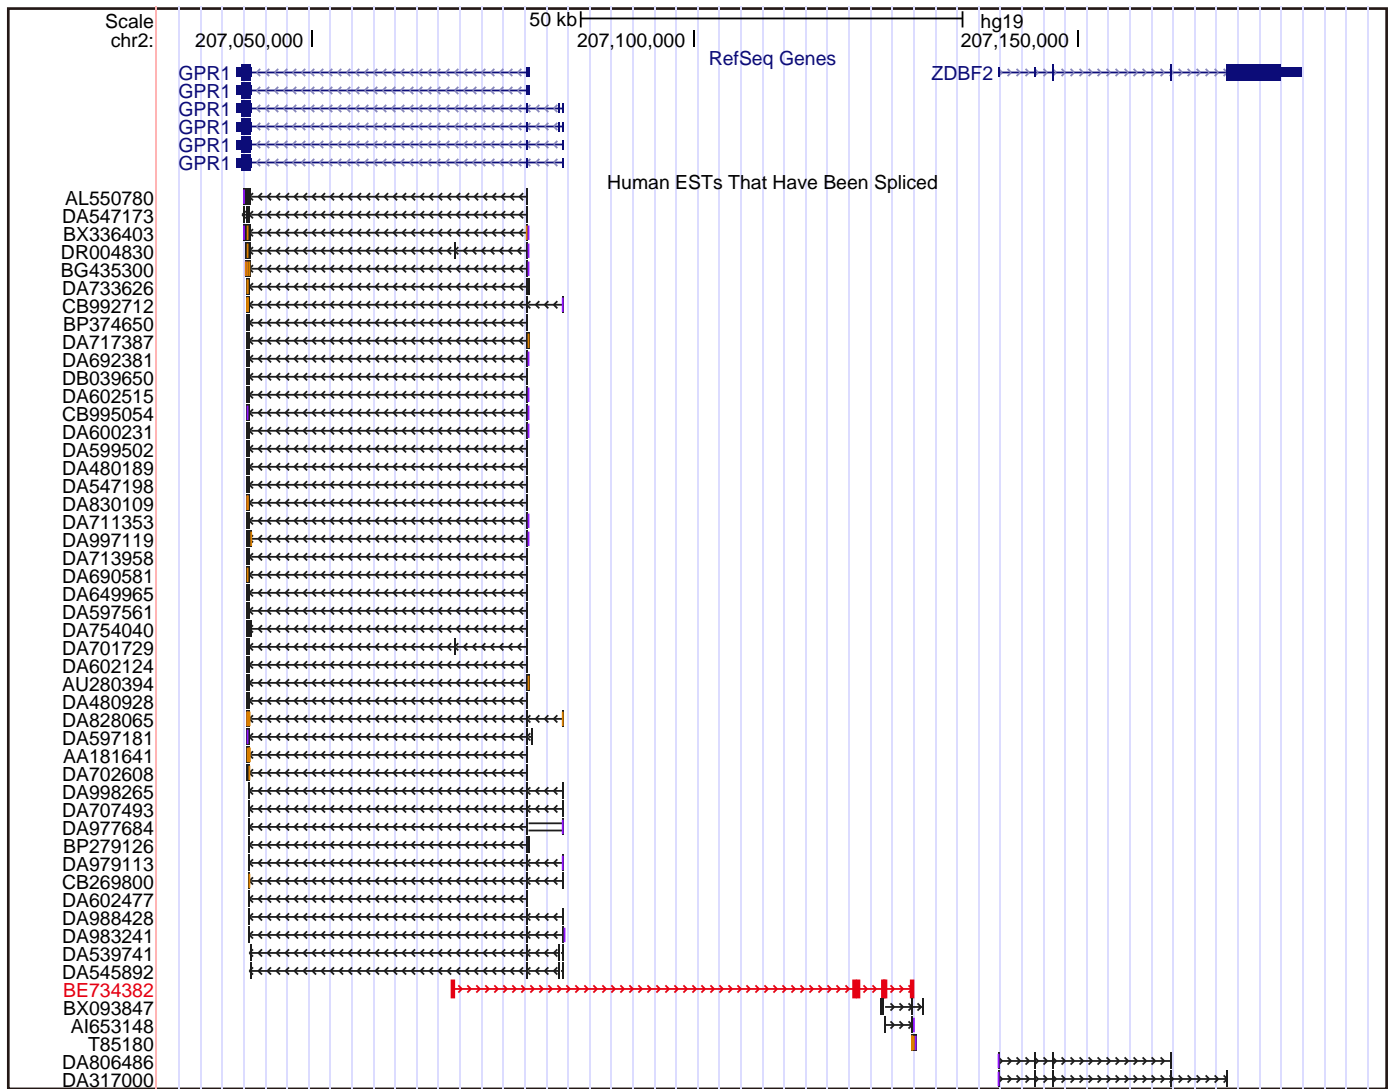 Scale 50 kb hg19
chr2: 207,050,000 207,100,000 207,150,000
RefSeq Genes
GPR1 ZDBF2
GPR1
GPR1
GPR1
GPR1
GPR1
Human ESTs That Have Been Spliced
AL550780
DA547173
BX336403
DR004830
BG435300
DA733626
CB992712
BP374650
DA717387
DA692381
DB039650
DA602515
CB995054
DA600231
DA599502
DA480189
DA547198
DA830109
DA711353
DA997119
DA713958
DA690581
DA649965
DA597561
DA754040
DA701729
DA602124
AU280394
DA480928
DA828065
DA597181
AA181641
DA702608
DA998265
DA707493
DA977684
BP279126
DA979113
CB269800
DA602477
DA988428
DA983241
DA539741
DA545892
BE734382
BX093847
AI653148
T85180
DA806486
DA317000